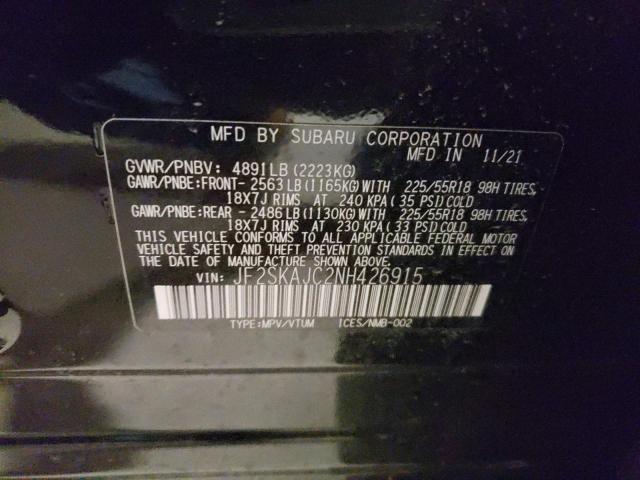 MFD BY SUBARU CORPORATION
MFD IN 11/21
GVWR/PNBV: 4891LB(2223KG)
GAWR/PNBE:FRONT- 2563LB(1165KG)WITH 225/55R18 98H TIRES,
18X7J RIMS AT 240 KPA (35 PSI)COLD
GAWR/PNBE:REAR - 2486LB(1130KG)WITH 225/55R18 98H TIRES,
18X7J RIMS AT 230 KPA (33 PSI)COLD
THIS VEHICLE CONFORMS TO ALL APPLICABLE FEDERAL MOTOR
VEHICLE SAFETY AND THEFT PREVENTION STANDARDS IN EFFECT ON
THE DATE OF MANUFACTURE SHOWN ABOVE.
VIN: JF2SKAJC2NH426915
TYPE:MPV/VTUM ICES/NMB-002